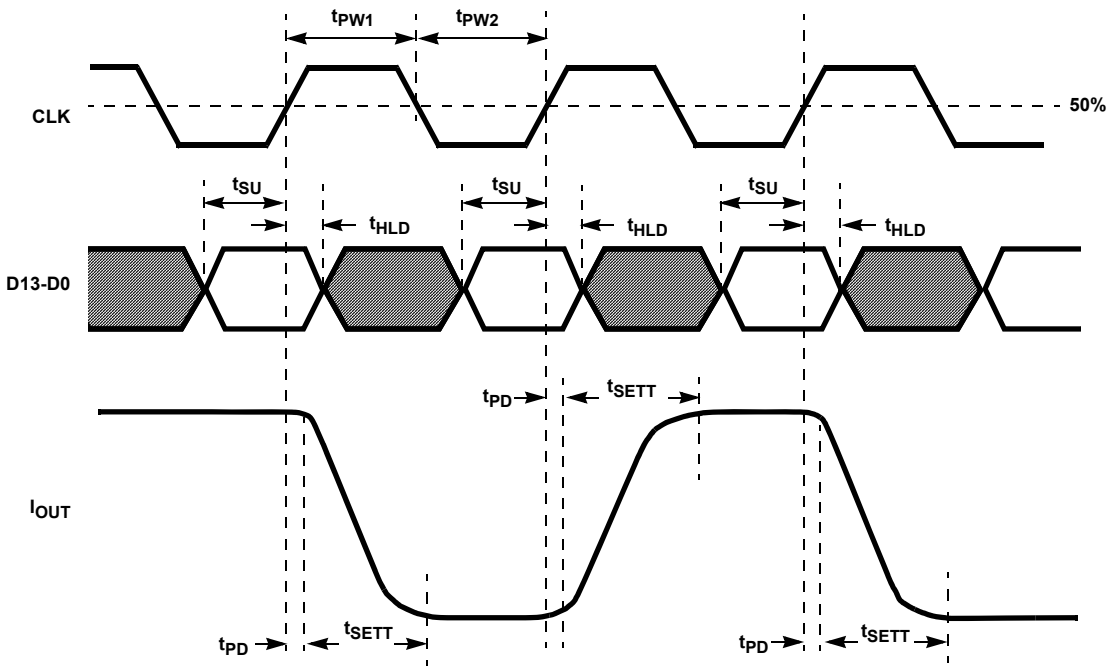 tPW1 tPW2
CLK
50%
tSU tSU tSU
tHLD tHLD tHLD
D13-D0
tPD tSETT
IOUT
tPD tSETT tPD tSETT